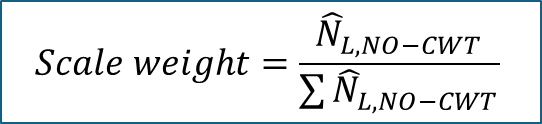 Scale weight = N̂_{L,NO−CWT} / ∑ N̂_{L,NO−CWT}